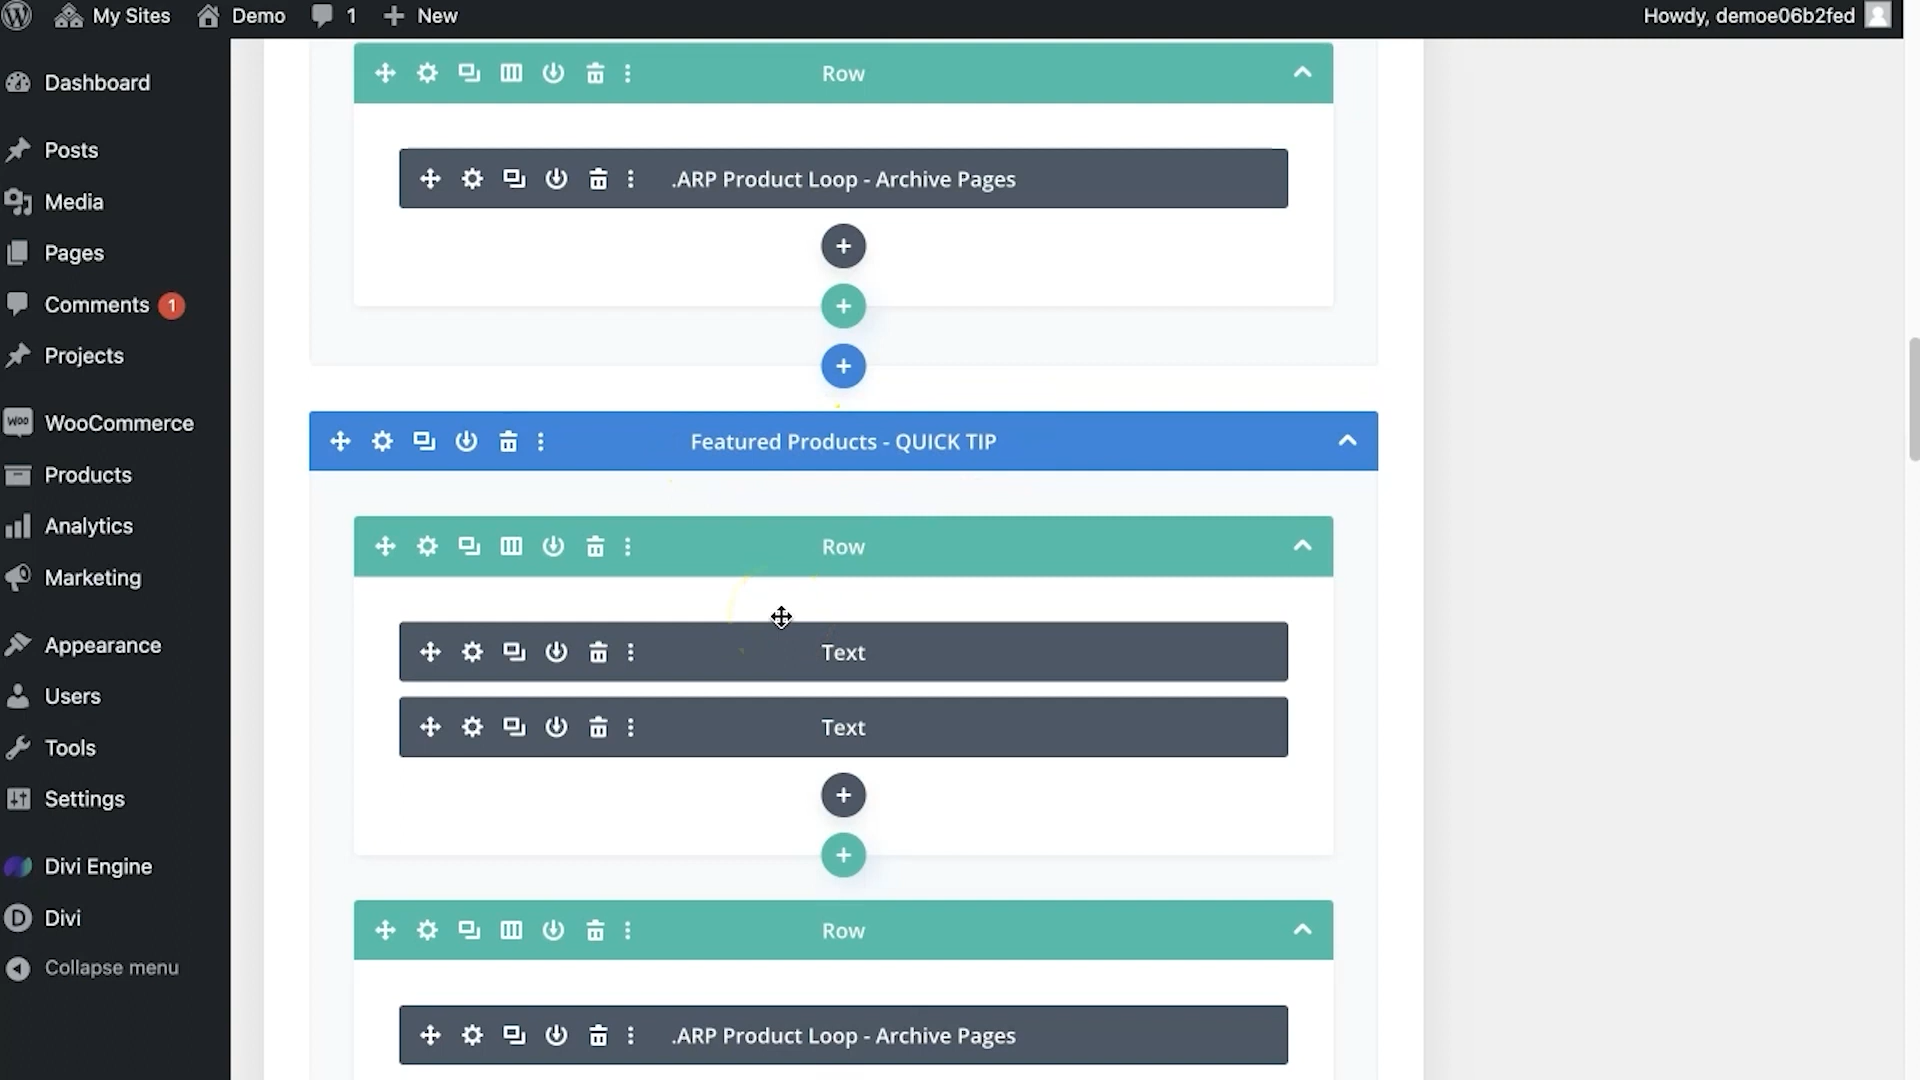 My Sites
Demo
1
New
Howdy, demoe06b2fed
Dashboard
Posts
Media
Pages
Comments 1
Projects
Woo
WooCommerce
Products
Analytics
Marketing
Appearance
Users
Tools
Settings
Divi Engine
D
Divi
Collapse menu
Row
.ARP Product Loop - Archive Pages
Featured Products - QUICK TIP
Row
Text
Text
Row
.ARP Product Loop - Archive Pages